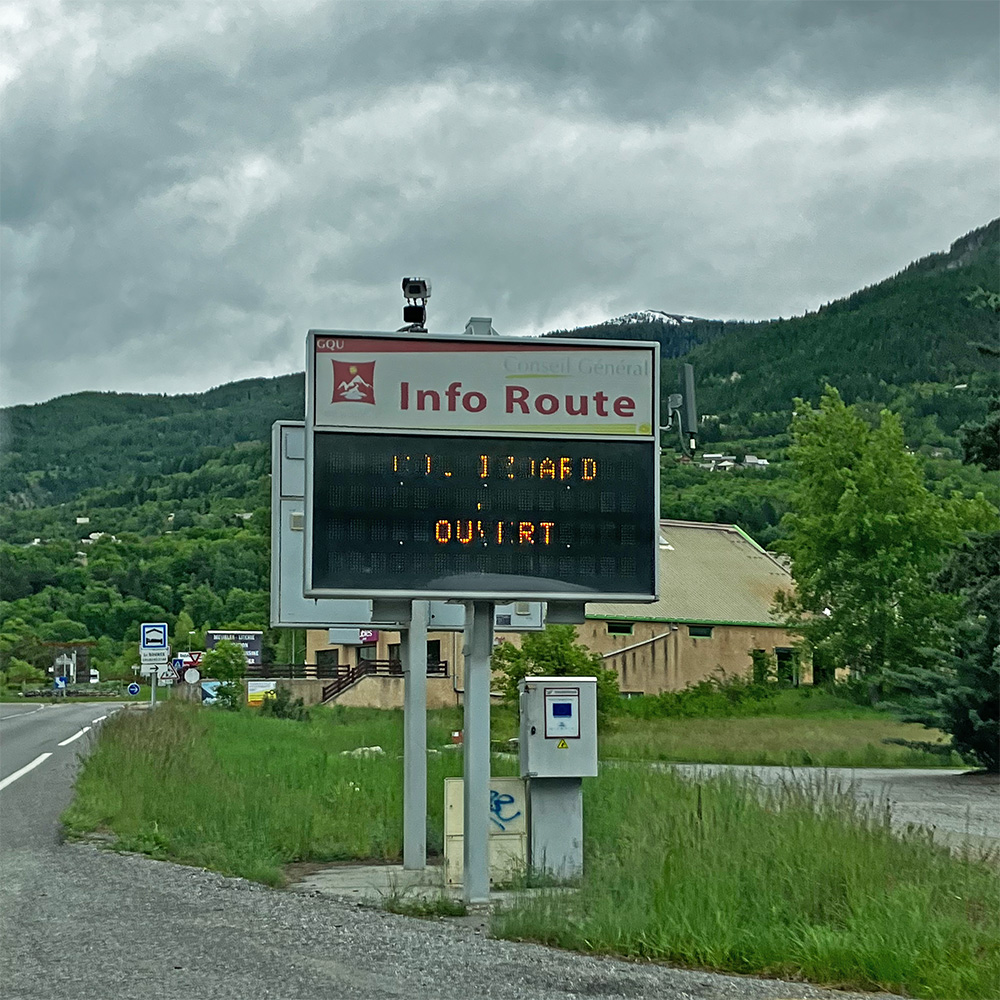 GQU
Conseil Général
Info Route
COL IZOARD
OUVERT